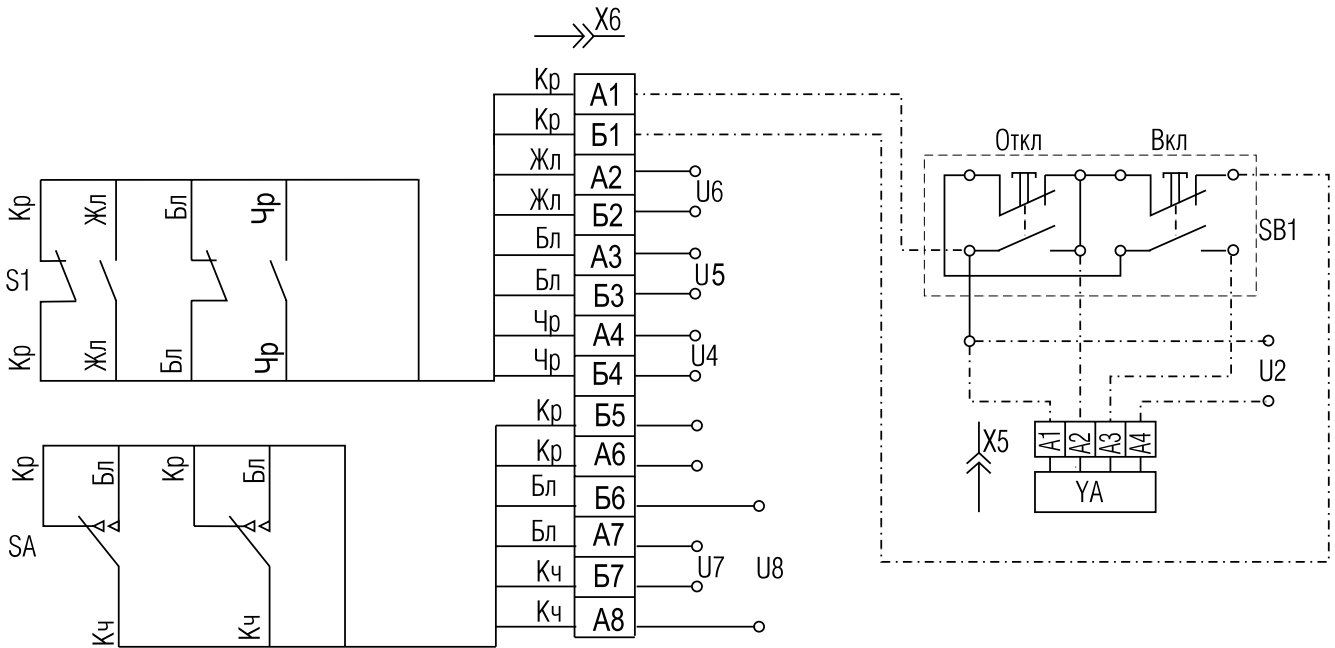 X6
Кр
А1
Кр
Б1
Жл
А2
U6
Жл
Б2
Бл
А3
U5
Бл
Б3
Чр
А4
U4
Чр
Б4
Кр
Б5
Кр
А6
Бл
Б6
Бл
А7
U7
U8
Кч
Б7
Кч
А8
Кр
Жл
Бл
Чр
S1
Кр
Жл
Бл
Чр
Кр
Бл
Кр
Бл
SA
Кч
Кч
Откл
Вкл
SB1
U2
X5
А1
А2
А3
А4
YA